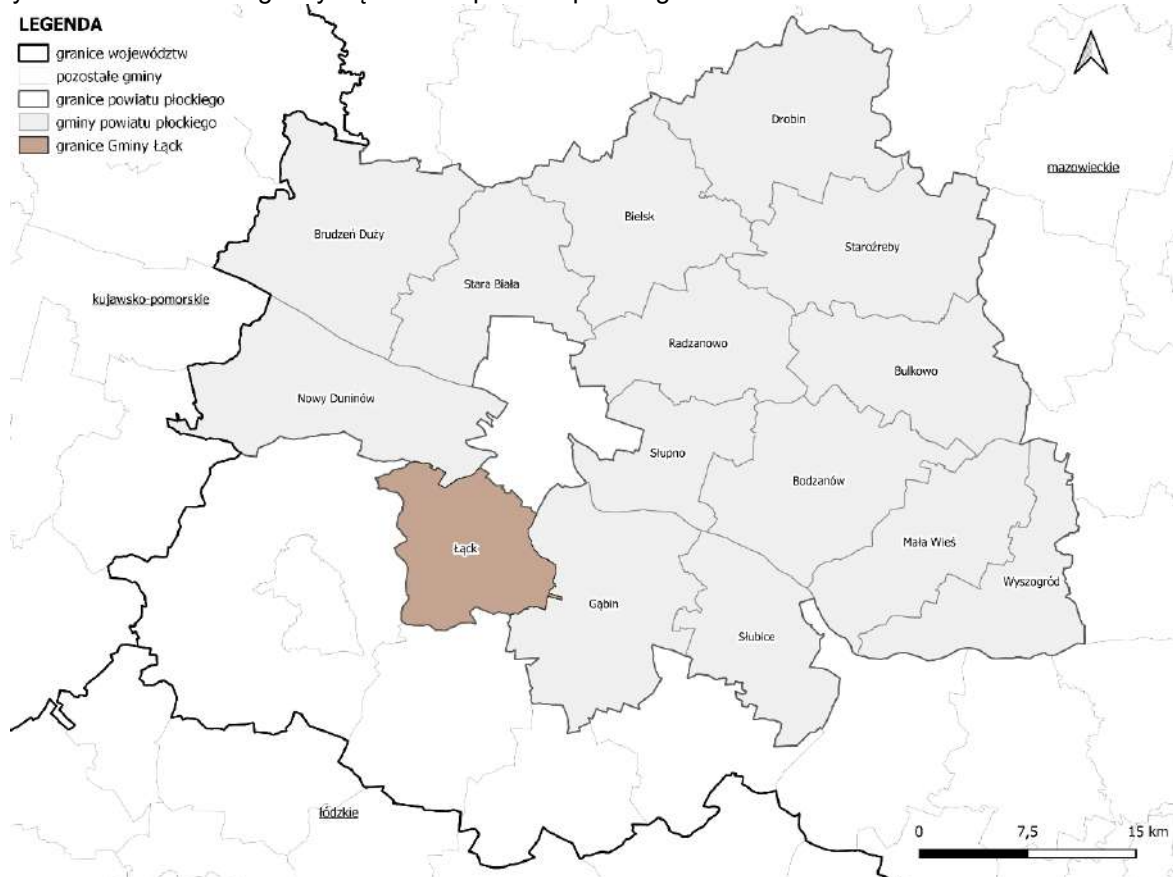 LEGENDA
granice województw
pozostałe gminy
granice powiatu płockiego
gminy powiatu płockiego
granice Gminy Łąck
Drobin
mazowieckie
Bielsk
Brudzeń Duży
Staroźreby
Stara Biała
kujawsko-pomorskie
Radzanowo
Bulkowo
Nowy Duninów
Słupno
Bodzanów
Mała Wieś
Łąck
Wyszogród
Gąbin
Słubice
łódzkie
0 7,5 15 km